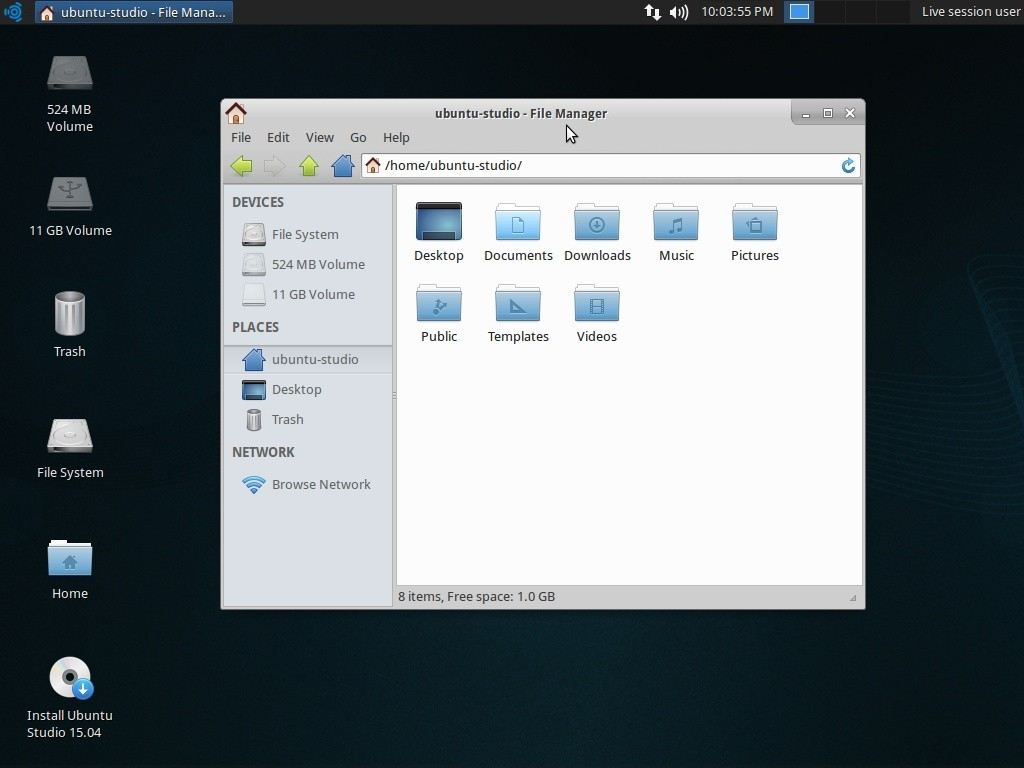 ubuntu-studio - File Mana...
10:03:55 PM
Live session user
524 MB
Volume
11 GB Volume
Trash
File System
Home
Install Ubuntu
Studio 15.04
ubuntu-studio - File Manager
File Edit View Go Help
/home/ubuntu-studio/
DEVICES
File System
524 MB Volume
11 GB Volume
PLACES
ubuntu-studio
Desktop
Trash
NETWORK
Browse Network
Desktop Documents Downloads Music Pictures
Public Templates Videos
8 items, Free space: 1.0 GB